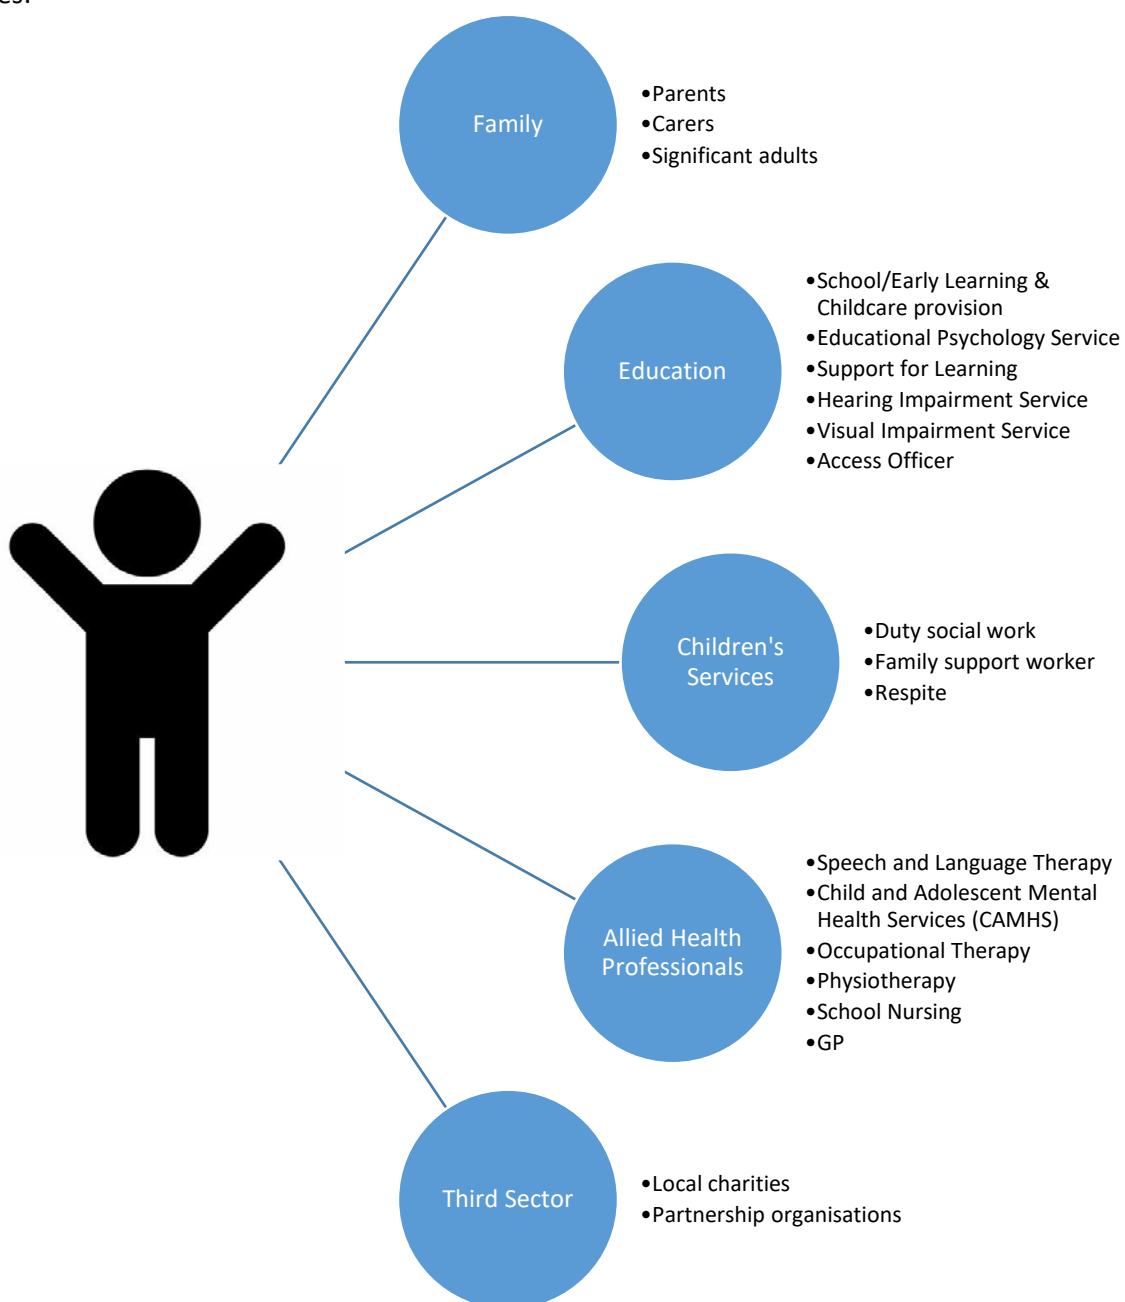 es.
Family
•Parents
•Carers
•Significant adults
Education
•School/Early Learning &
Childcare provision
•Educational Psychology Service
•Support for Learning
•Hearing Impairment Service
•Visual Impairment Service
•Access Officer
Children's
Services
•Duty social work
•Family support worker
•Respite
Allied Health
Professionals
•Speech and Language Therapy
•Child and Adolescent Mental
Health Services (CAMHS)
•Occupational Therapy
•Physiotherapy
•School Nursing
•GP
Third Sector
•Local charities
•Partnership organisations